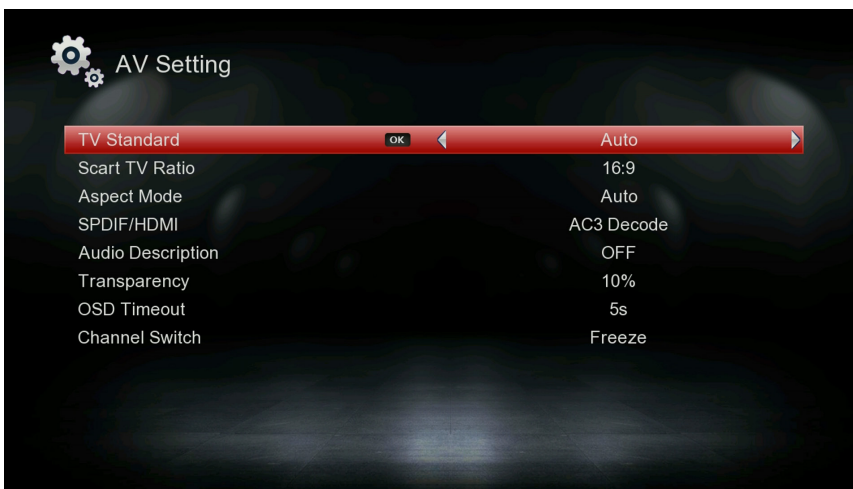 AV Setting
TV Standard OK Auto
Scart TV Ratio 16:9
Aspect Mode Auto
SPDIF/HDMI AC3 Decode
Audio Description OFF
Transparency 10%
OSD Timeout 5s
Channel Switch Freeze